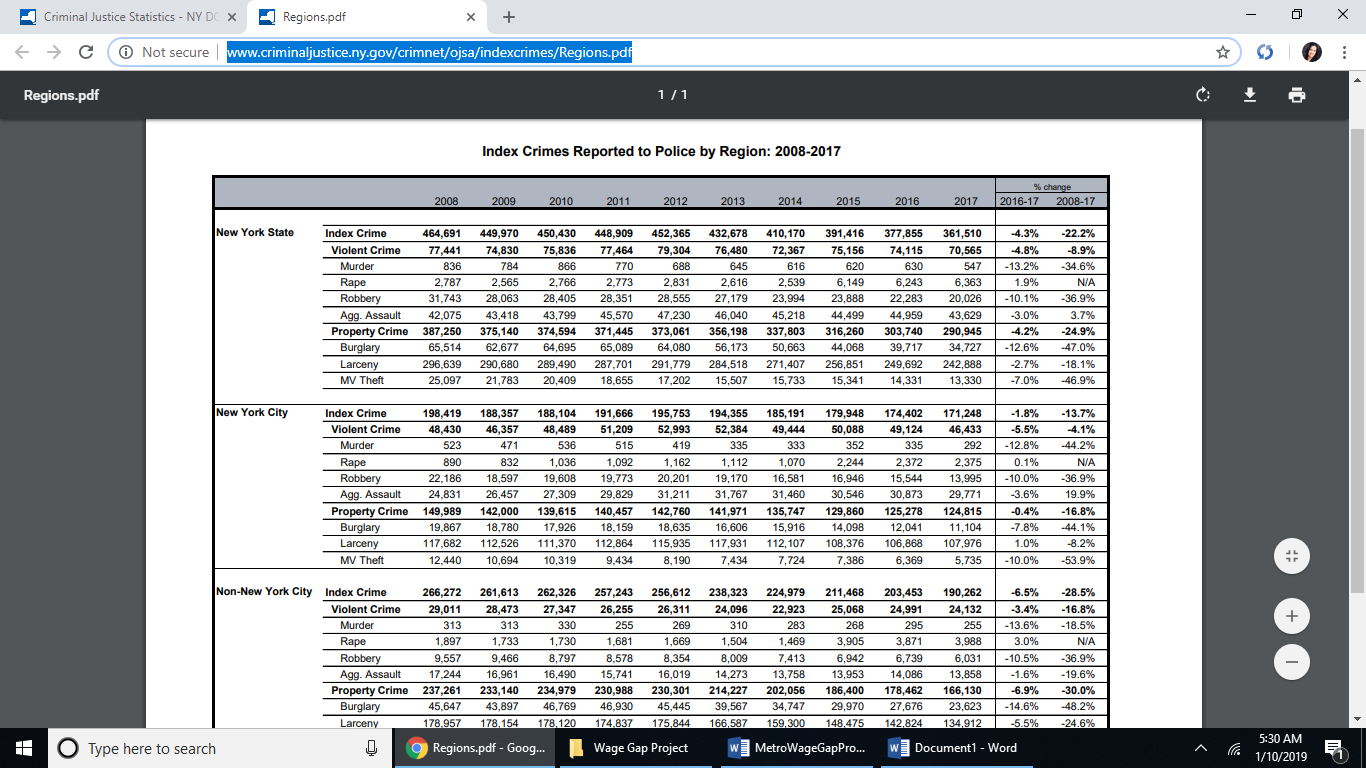 Criminal Justice Statistics - NY DC
Regions.pdf
Not secure www.criminaljustice.ny.gov/crimnet/ojsa/indexcrimes/Regions.pdf
Regions.pdf 1 / 1
Index Crimes Reported to Police by Region: 2008-2017
% change
2008 2009 2010 2011 2012 2013 2014 2015 2016 2017 2016-17 2008-17
New York State Index Crime 464,691 449,970 450,430 448,909 452,365 432,678 410,170 391,416 377,855 361,510 -4.3% -22.2%
Violent Crime 77,441 74,830 75,836 77,464 79,304 76,480 72,367 75,156 74,115 70,565 -4.8% -8.9%
Murder 836 784 866 770 688 645 616 620 630 547 -13.2% -34.6%
Rape 2,787 2,565 2,766 2,773 2,831 2,616 2,539 6,149 6,243 6,363 1.9% N/A
Robbery 31,743 28,063 28,405 28,351 28,555 27,179 23,994 23,888 22,283 20,026 -10.1% -36.9%
Agg. Assault 42,075 43,418 43,799 45,570 47,230 46,040 45,218 44,499 44,959 43,629 -3.0% 3.7%
Property Crime 387,250 375,140 374,594 371,445 373,061 356,198 337,803 316,260 303,740 290,945 -4.2% -24.9%
Burglary 65,514 62,677 64,695 65,089 64,080 56,173 50,663 44,068 39,717 34,727 -12.6% -47.0%
Larceny 296,639 290,680 289,490 287,701 291,779 284,518 271,407 256,851 249,692 242,888 -2.7% -18.1%
MV Theft 25,097 21,783 20,409 18,655 17,202 15,507 15,733 15,341 14,331 13,330 -7.0% -46.9%
New York City Index Crime 198,419 188,357 188,104 191,666 195,753 194,355 185,191 179,948 174,402 171,248 -1.8% -13.7%
Violent Crime 48,430 46,357 48,489 51,209 52,993 52,384 49,444 50,088 49,124 46,433 -5.5% -4.1%
Murder 523 471 536 515 419 335 333 352 335 292 -12.8% -44.2%
Rape 890 832 1,036 1,092 1,162 1,112 1,070 2,244 2,372 2,375 0.1% N/A
Robbery 22,186 18,597 19,608 19,773 20,201 19,170 16,581 16,946 15,544 13,995 -10.0% -36.9%
Agg. Assault 24,831 26,457 27,309 29,829 31,211 31,767 31,460 30,546 30,873 29,771 -3.6% 19.9%
Property Crime 149,989 142,000 139,615 140,457 142,760 141,971 135,747 129,860 125,278 124,815 -0.4% -16.8%
Burglary 19,867 18,780 17,926 18,159 18,635 16,606 15,916 14,098 12,041 11,104 -7.8% -44.1%
Larceny 117,682 112,526 111,370 112,864 115,935 117,931 112,107 108,376 106,868 107,976 1.0% -8.2%
MV Theft 12,440 10,694 10,319 9,434 8,190 7,434 7,724 7,386 6,369 5,735 -10.0% -53.9%
Non-New York City Index Crime 266,272 261,613 262,326 257,243 256,612 238,323 224,979 211,468 203,453 190,262 -6.5% -28.5%
Violent Crime 29,011 28,473 27,347 26,255 26,311 24,096 22,923 25,068 24,991 24,132 -3.4% -16.8%
Murder 313 313 330 255 269 310 283 268 295 255 -13.6% -18.5%
Rape 1,897 1,733 1,730 1,681 1,669 1,504 1,469 3,905 3,871 3,988 3.0% N/A
Robbery 9,557 9,466 8,797 8,578 8,354 8,009 7,413 6,942 6,739 6,031 -10.5% -36.9%
Agg. Assault 17,244 16,961 16,490 15,741 16,019 14,273 13,758 13,953 14,086 13,858 -1.6% -19.6%
Property Crime 237,261 233,140 234,979 230,988 230,301 214,227 202,056 186,400 178,462 166,130 -6.9% -30.0%
Burglary 45,647 43,897 46,769 46,930 45,445 39,567 34,747 29,970 27,676 23,623 -14.6% -48.2%
Larceny 178,957 178,154 178,120 174,837 175,844 166,587 159,300 148,475 142,824 134,912 -5.5% -24.6%
Type here to search
Regions.pdf - Goog...
Wage Gap Project
MetroWageGapPro...
Document1 - Word
5:30 AM
1/10/2019
1